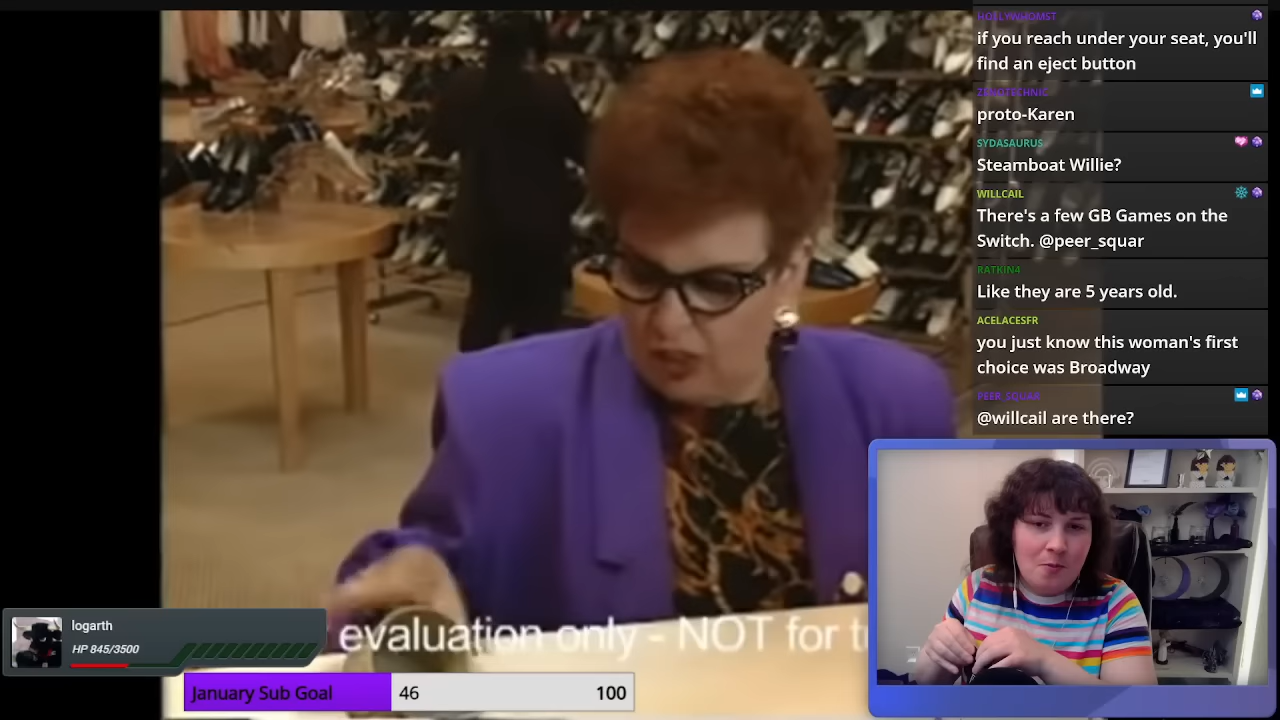 HOLLYWHOMST
if you reach under your seat, you'll
find an eject button
ZENOTECHNIC
proto-Karen
SYDASAURUS
Steamboat Willie?
WILLCAIL
There's a few GB Games on the
Switch. @peer_squar
RATKIN4
Like they are 5 years old.
ACELACESFR
you just know this woman's first
choice was Broadway
PEER_SQUAR
@willcail are there?
evaluation only - NOT for
logarth
HP 845/3500
January Sub Goal 46 100